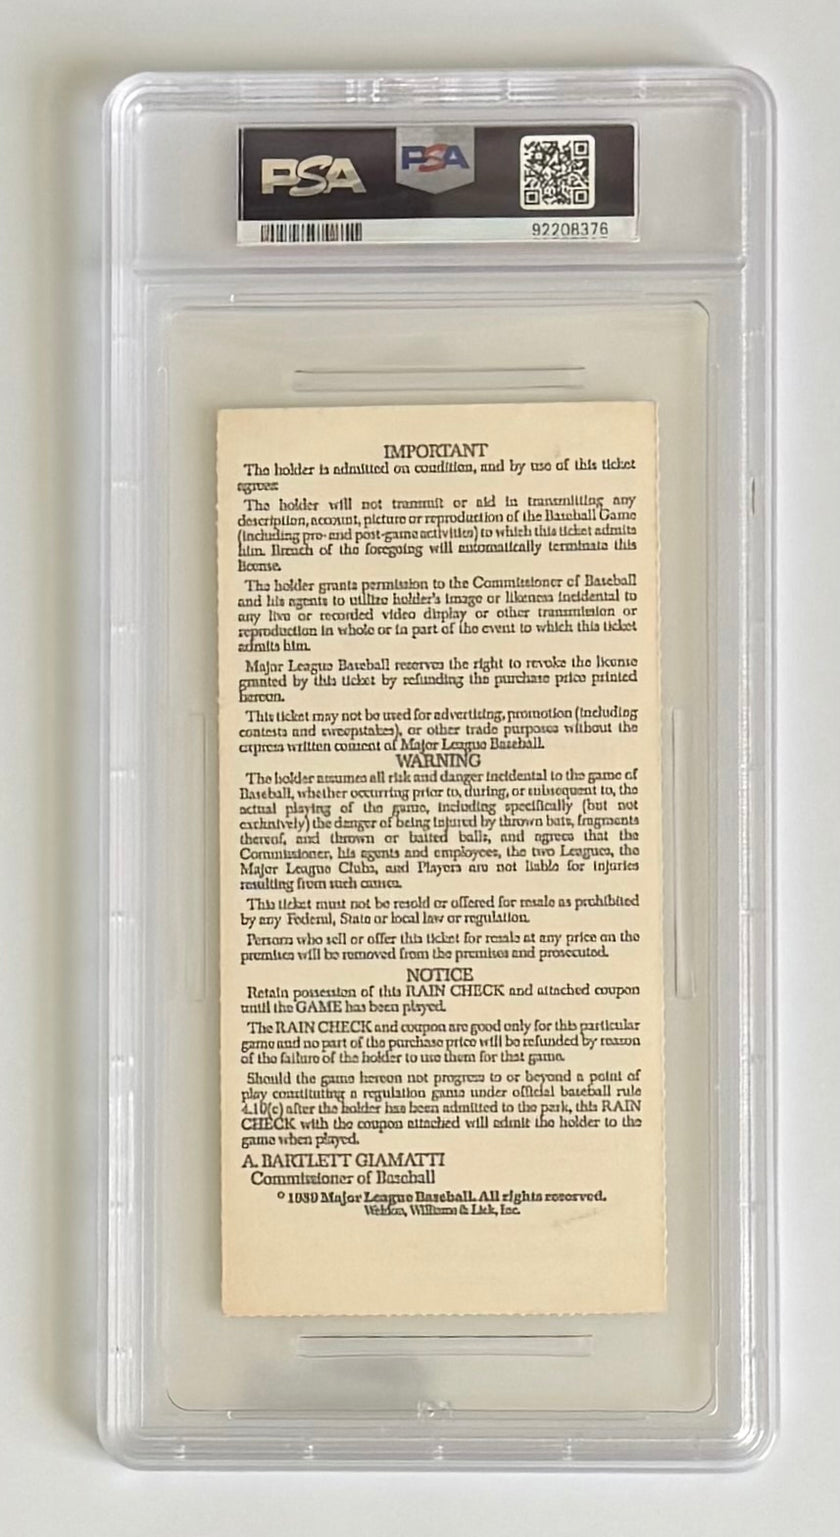 PSA
PSA
92208376
IMPORTANT
The holder is admitted on condition, and by use of this ticket
agrees:
The holder will not transmit or aid in transmitting any
description, account, picture or reproduction of the Baseball Game
(including pre- and post-game activities) to which this ticket admits
him. Breach of the foregoing will automatically terminate this
license.
The holder grants permission to the Commissioner of Baseball
and his agents to utilize holder's image or likeness incidental to
any live or recorded video display or other transmission or
reproduction in whole or in part of the event to which this ticket
admits him.
Major League Baseball reserves the right to revoke the license
granted by this ticket by refunding the purchase price printed
hereon.
This ticket may not be used for advertising, promotion (including
contests and sweepstakes), or other trade purposes without the
express written consent of Major League Baseball.
WARNING
The holder assumes all risk and danger incidental to the game of
Baseball, whether occurring prior to, during, or subsequent to, the
actual playing of the game, including specifically (but not
exclusively) the danger of being injured by thrown bats, fragments
thereof, and thrown or batted balls, and agrees that the
Commissioner, his agents and employees, the two Leagues, the
Major League Clubs, and Players are not liable for injuries
resulting from such causes.
This ticket must not be resold or offered for resale as prohibited
by any Federal, State or local law or regulation.
Persons who sell or offer this ticket for resale at any price on the
premises will be removed from the premises and prosecuted.
NOTICE
Retain possession of this RAIN CHECK and attached coupon
until the GAME has been played.
The RAIN CHECK and coupon are good only for this particular
game and no part of the purchase price will be refunded by reason
of the failure of the holder to use them for that game.
Should the game hereon not progress to or beyond a point of
play constituting a regulation game under official baseball rule
4.10(c) after the holder has been admitted to the park, this RAIN
CHECK with the coupon attached will admit the holder to the
game when played.
A. BARTLETT GIAMATTI
Commissioner of Baseball
© 1989 Major League Baseball. All rights reserved.
Weldon, Williams & Lick, Inc.